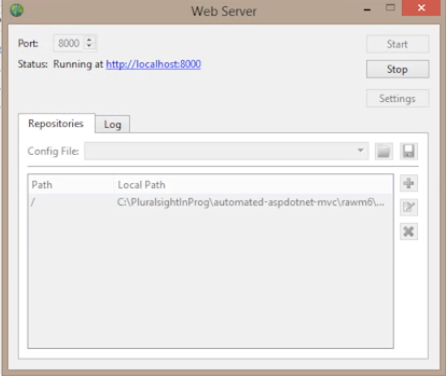 Web Server
Port: 8000 Start
Status: Running at http://localhost:8000 Stop
Settings
Repositories Log
Config File:
Path Local Path
/ C:\PluralsightInProg\automated-aspdotnet-mvc\rawm6\...